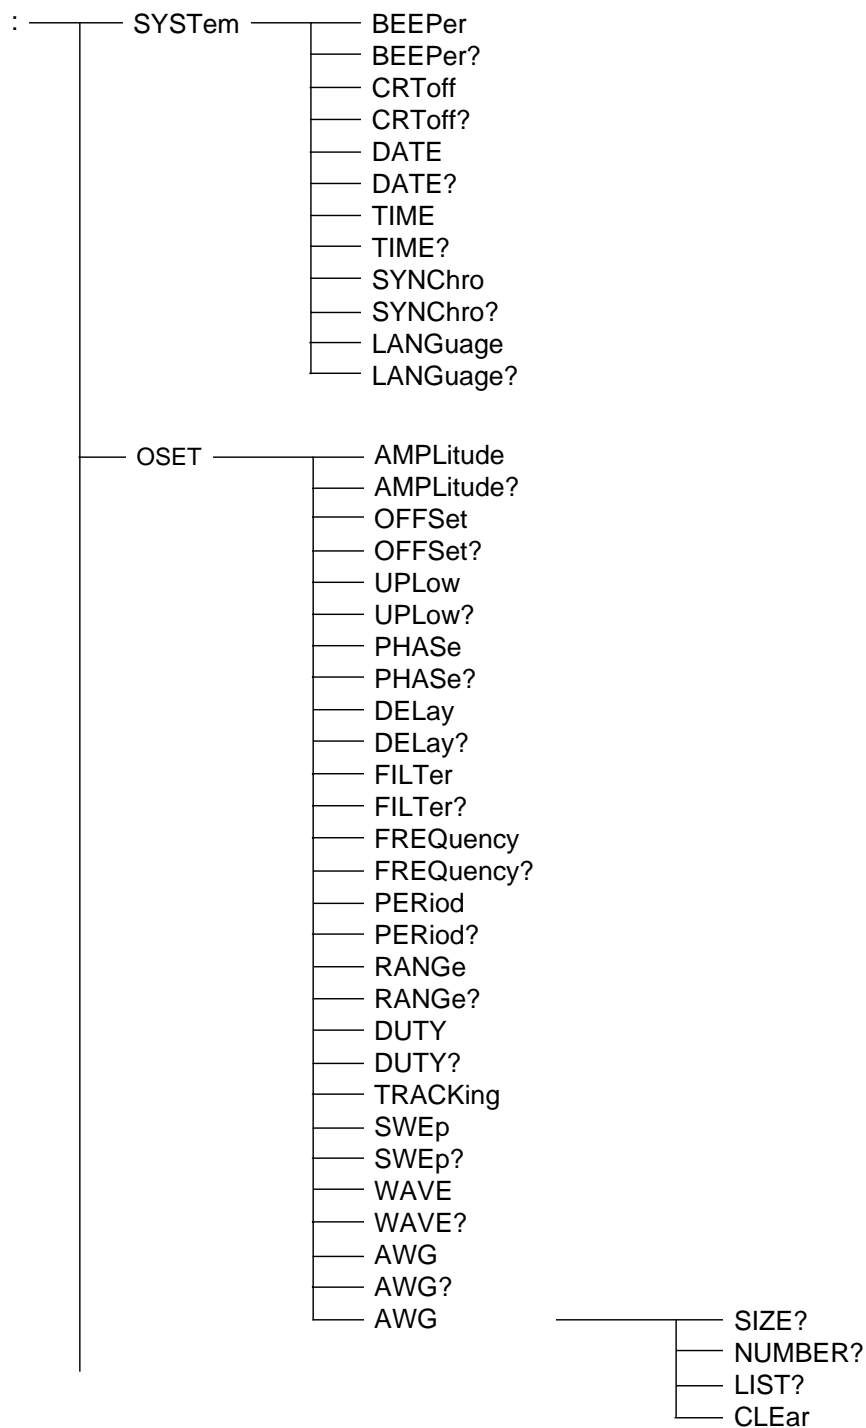 : SYSTem BEEPer
BEEPer?
CRToff
CRToff?
DATE
DATE?
TIME
TIME?
SYNChro
SYNChro?
LANGuage
LANGuage?
OSET AMPLitude
AMPLitude?
OFFSet
OFFSet?
UPLow
UPLow?
PHASe
PHASe?
DELay
DELay?
FILTer
FILTer?
FREQuency
FREQuency?
PERiod
PERiod?
RANGe
RANGe?
DUTY
DUTY?
TRACKing
SWEp
SWEp?
WAVE
WAVE?
AWG
AWG?
AWG SIZE?
NUMBER?
LIST?
CLEar